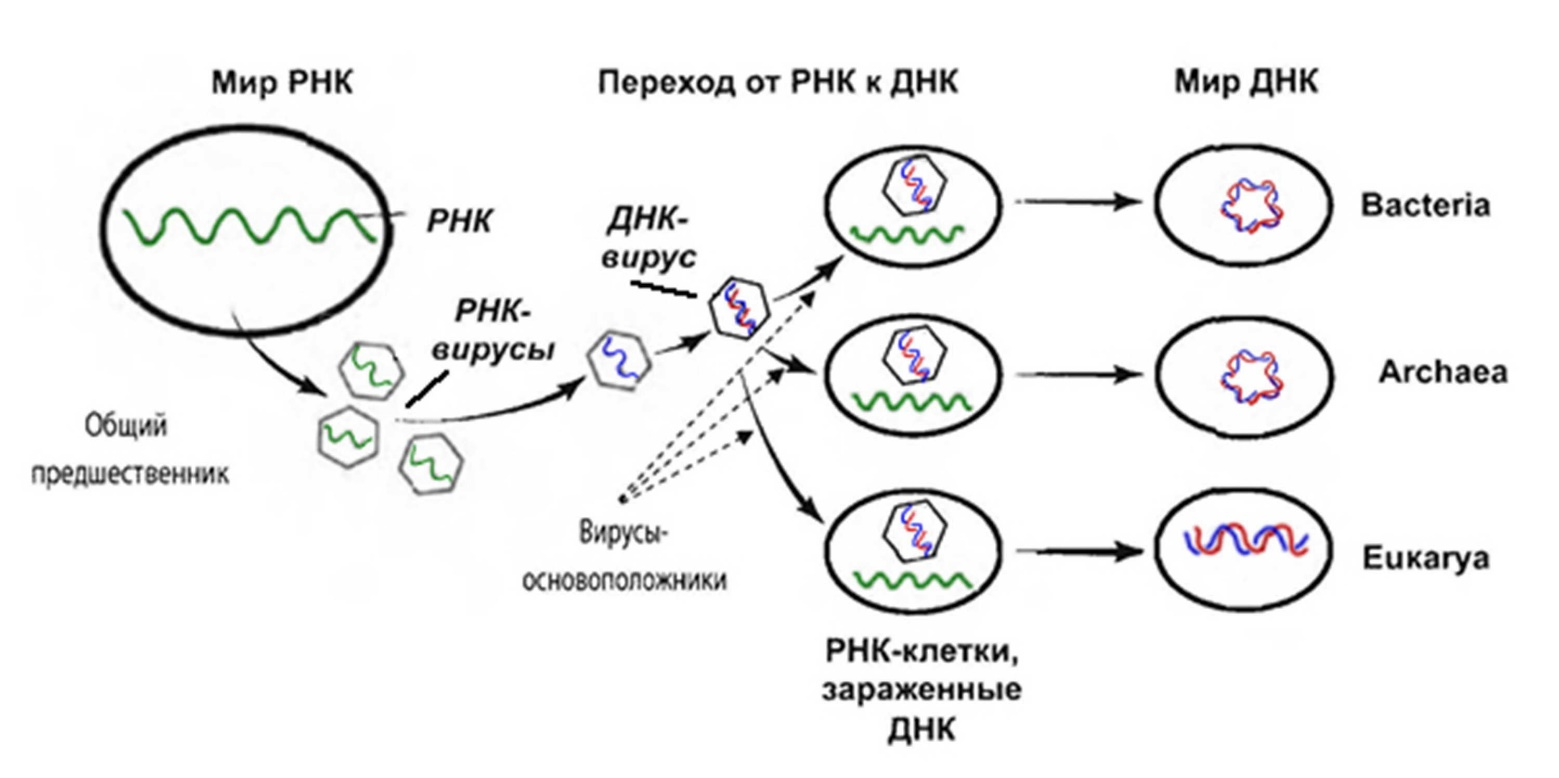 Мир РНК
Переход от РНК к ДНК
Мир ДНК
РНК
ДНК-
вирус
Bacteria
РНК-
вирусы
Archaea
Общий
предшественник
Вирусы-
основоположники
Euкarya
РНК-клетки,
зараженные
ДНК